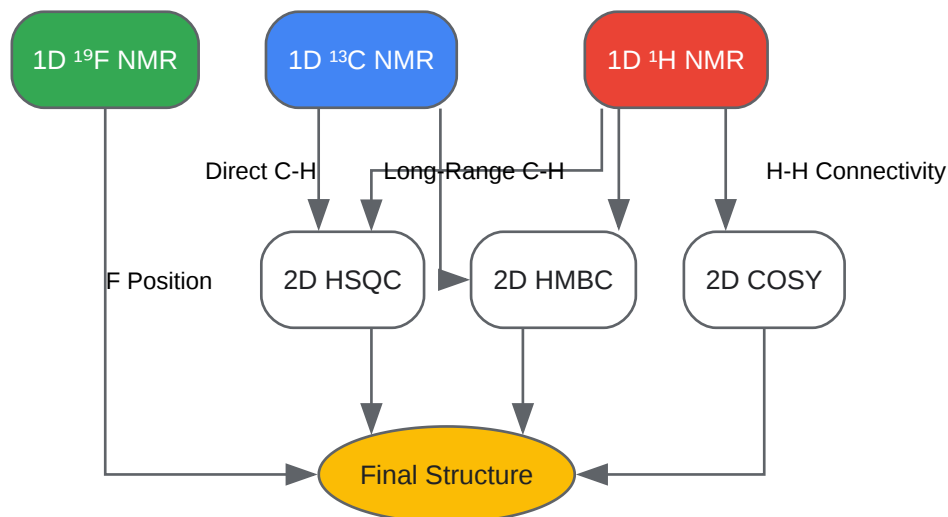 1D ¹⁹F NMR
1D ¹³C NMR
1D ¹H NMR
Direct C-H
Long-Range C-H
H-H Connectivity
F Position
2D HSQC
2D HMBC
2D COSY
Final Structure